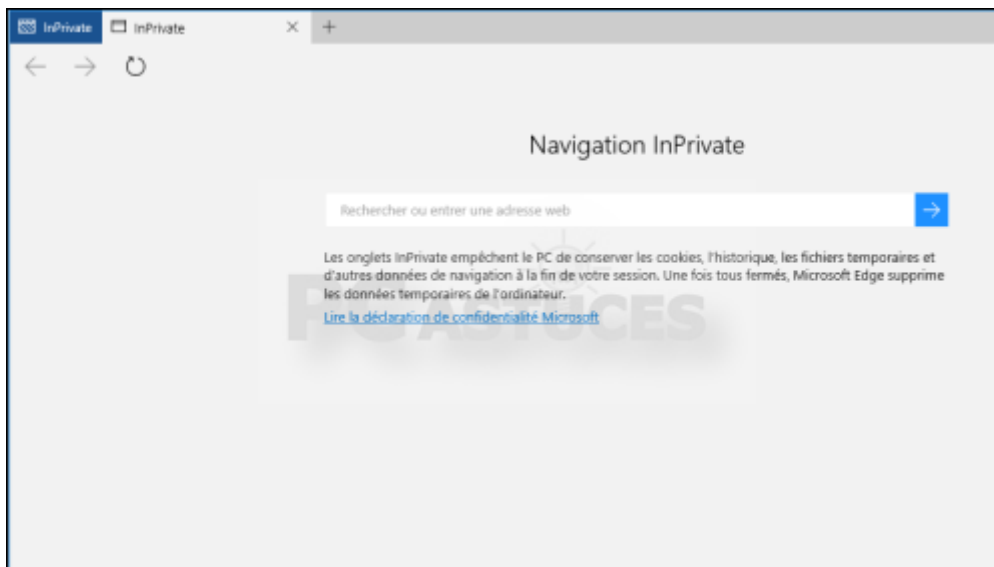 InPrivate InPrivate
Navigation InPrivate
Rechercher ou entrer une adresse web
Les onglets InPrivate empêchent le PC de conserver les cookies, l'historique, les fichiers temporaires et
d'autres données de navigation à la fin de votre session. Une fois tous fermés, Microsoft Edge supprime
les données temporaires de l'ordinateur.
Lire la déclaration de confidentialité Microsoft
PC ASTUCES